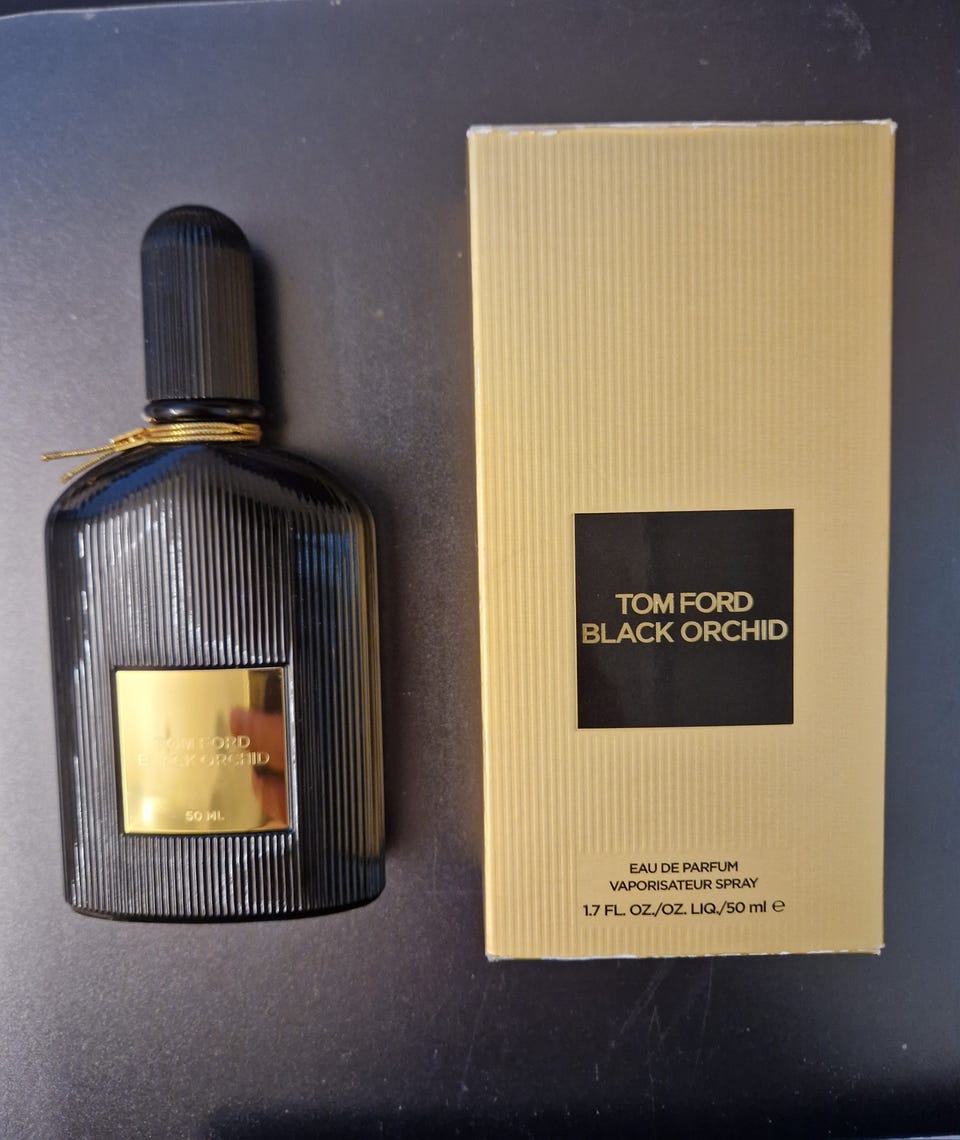 TOM FORD
BLACK ORCHID
50 ML
TOM FORD
BLACK ORCHID
EAU DE PARFUM
VAPORISATEUR SPRAY
1.7 FL. OZ./OZ. LIQ./50 ml ℮